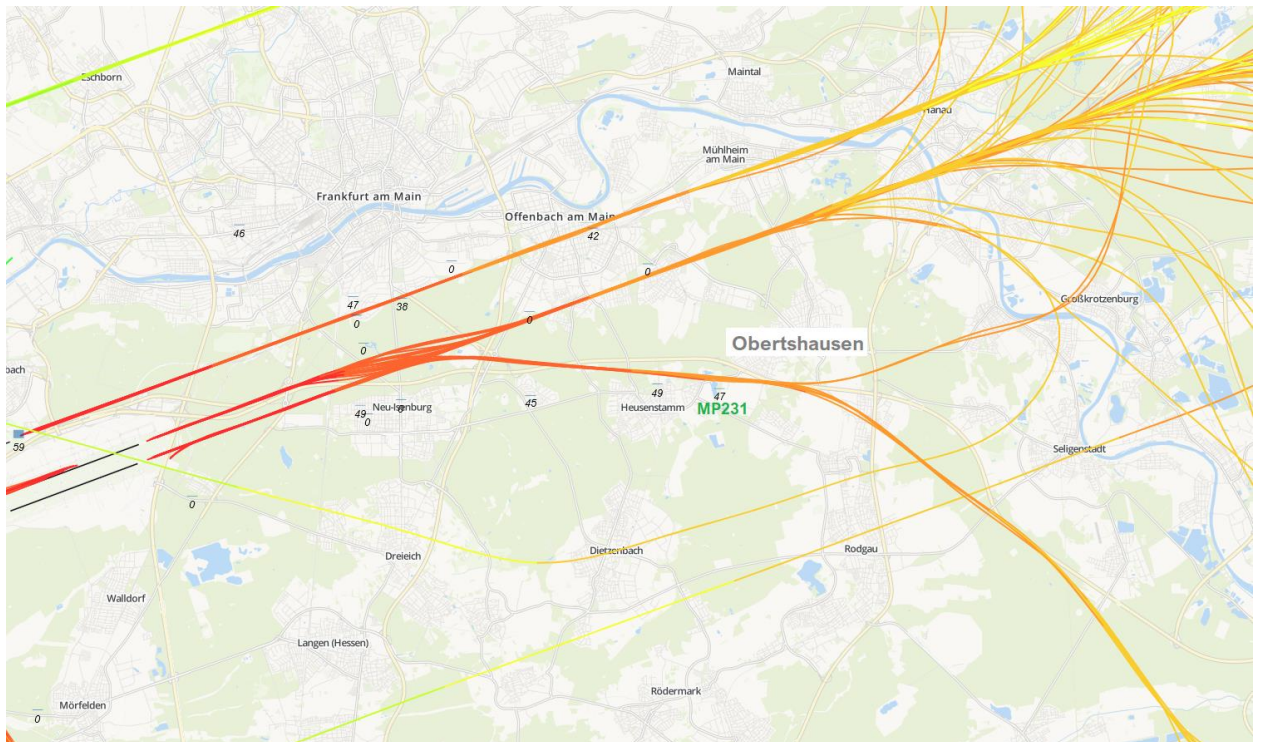 Eschborn
Maintal
Hanau
Mühlheim
am Main
Frankfurt am Main
Offenbach am Main
46
42
0
0
47
38
0
0
0
Großkrotzenburg
Obertshausen
bach
49
47
Neu-Isenburg
0
45
Heusenstamm
MP231
49
0
59
Seligenstadt
0
Dreieich
Dietzenbach
Rodgau
Walldorf
Langen (Hessen)
Rödermark
Mörfelden
0